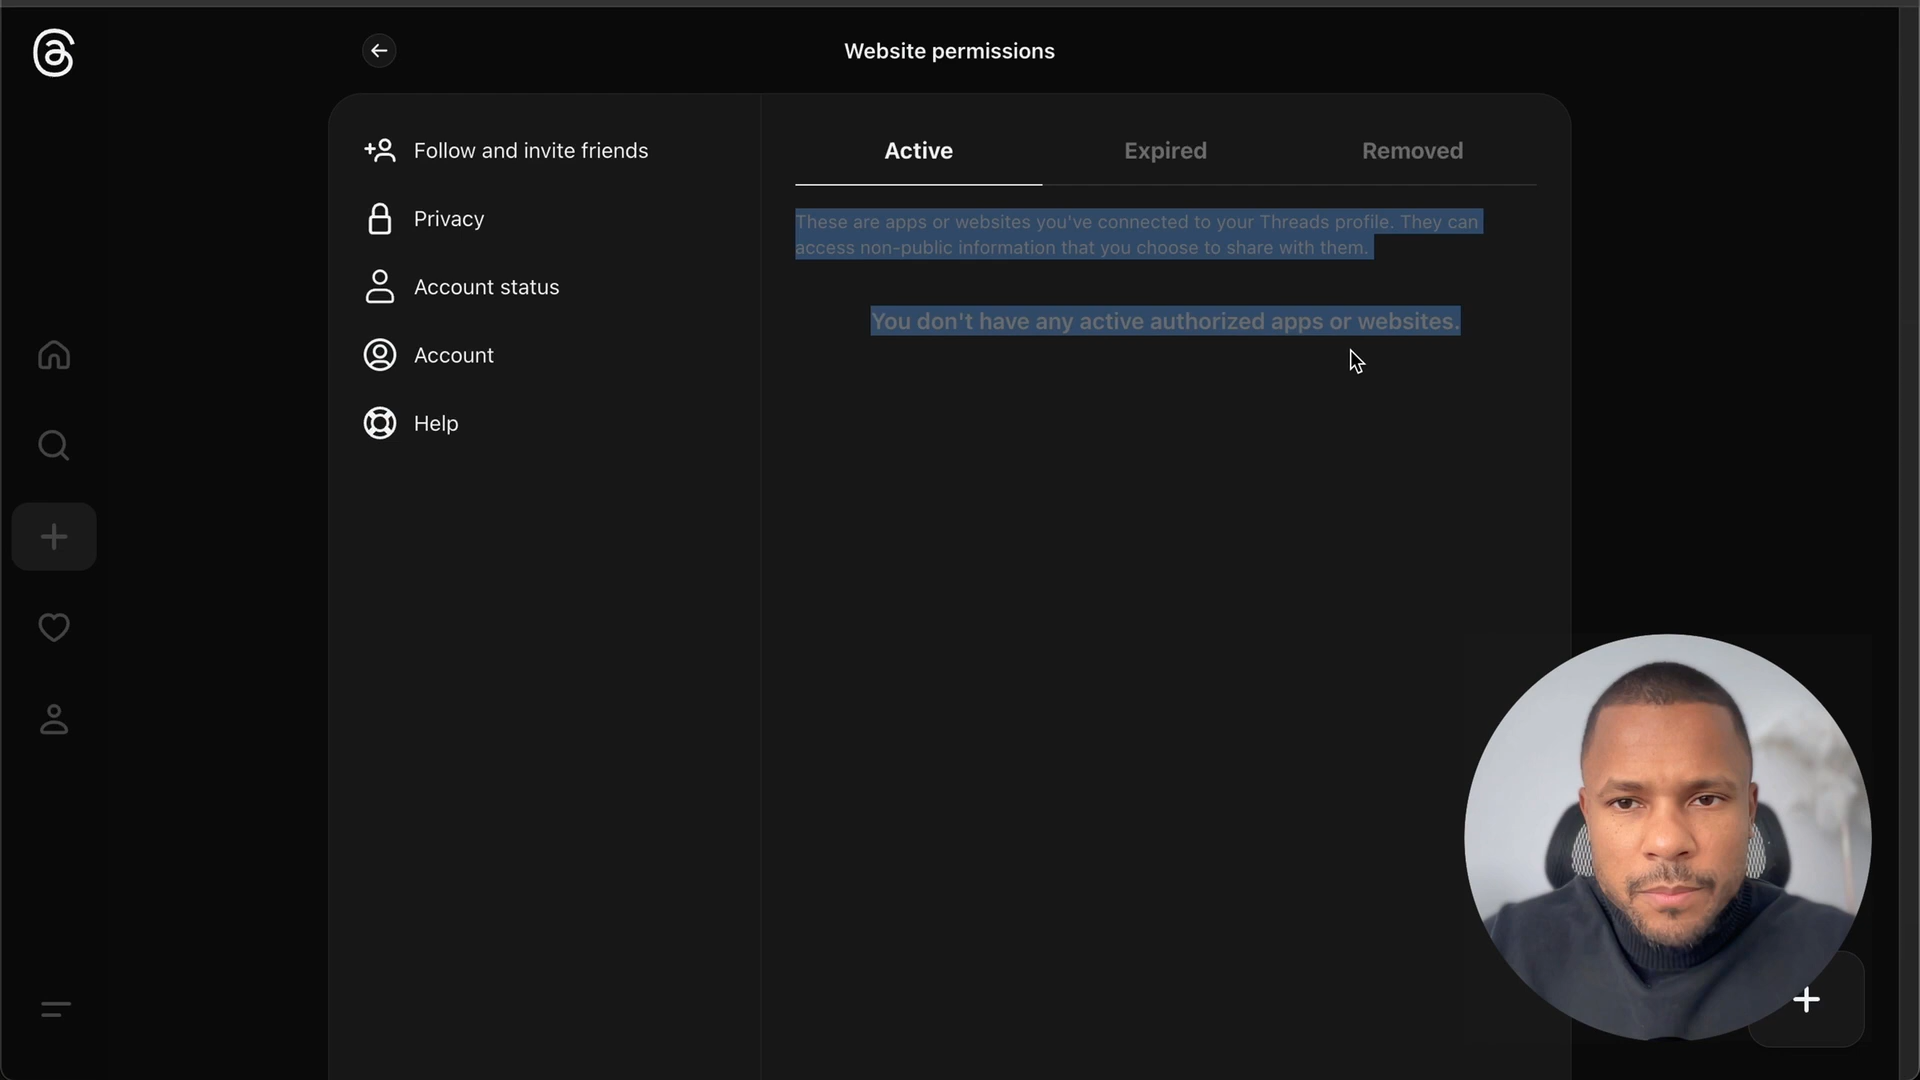 Website permissions
Follow and invite friends
Privacy
Account status
Account
Help
Active
Expired
Removed
These are apps or websites you've connected to your Threads profile. They can
access non-public information that you choose to share with them.
You don't have any active authorized apps or websites.